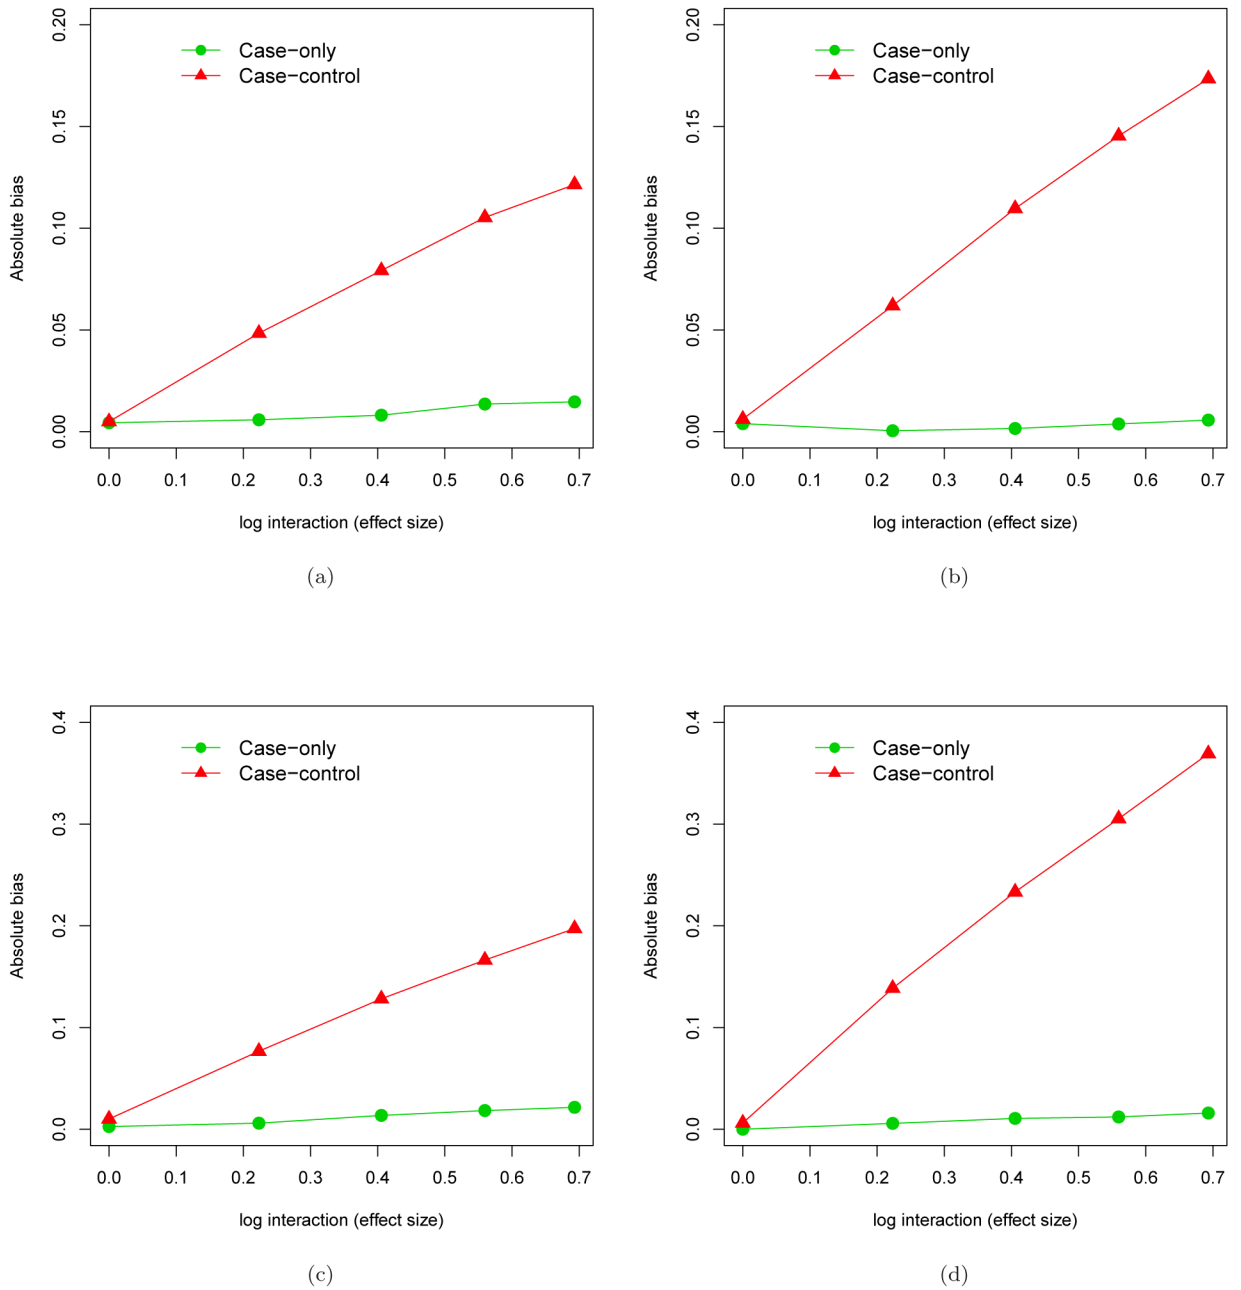 Case−only
Case−control
Absolute bias
0.20
0.15
0.10
0.05
0.00
0.0 0.1 0.2 0.3 0.4 0.5 0.6 0.7
log interaction (effect size)
(a)
Case−only
Case−control
Absolute bias
0.20
0.15
0.10
0.05
0.00
0.0 0.1 0.2 0.3 0.4 0.5 0.6 0.7
log interaction (effect size)
(b)
Case−only
Case−control
Absolute bias
0.4
0.3
0.2
0.1
0.0
0.0 0.1 0.2 0.3 0.4 0.5 0.6 0.7
log interaction (effect size)
(c)
Case−only
Case−control
Absolute bias
0.4
0.3
0.2
0.1
0.0
0.0 0.1 0.2 0.3 0.4 0.5 0.6 0.7
log interaction (effect size)
(d)